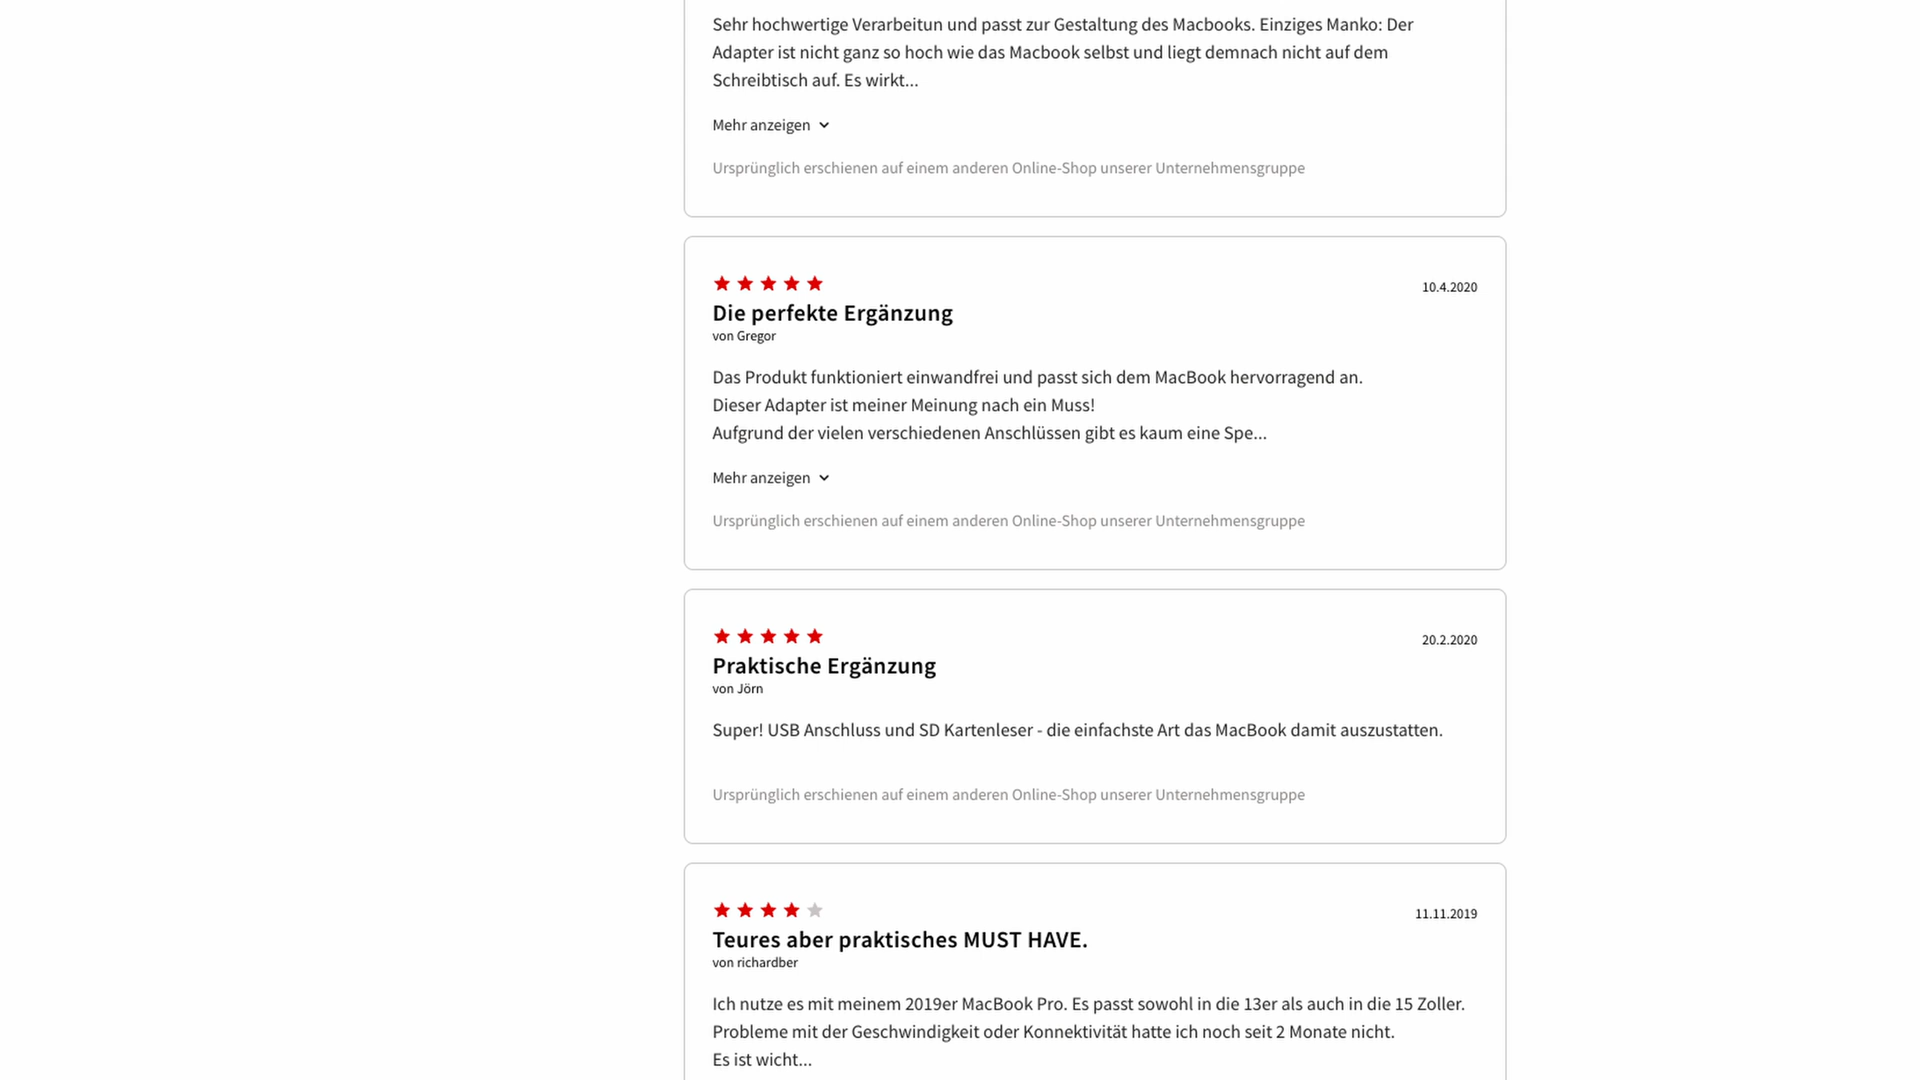 Sehr hochwertige Verarbeitun und passt zur Gestaltung des Macbooks. Einziges Manko: Der
Adapter ist nicht ganz so hoch wie das Macbook selbst und liegt demnach nicht auf dem
Schreibtisch auf. Es wirkt...
Mehr anzeigen
Ursprünglich erschienen auf einem anderen Online-Shop unserer Unternehmensgruppe
10.4.2020
Die perfekte Ergänzung
von Gregor
Das Produkt funktioniert einwandfrei und passt sich dem MacBook hervorragend an.
Dieser Adapter ist meiner Meinung nach ein Muss!
Aufgrund der vielen verschiedenen Anschlüssen gibt es kaum eine Spe...
Mehr anzeigen
Ursprünglich erschienen auf einem anderen Online-Shop unserer Unternehmensgruppe
20.2.2020
Praktische Ergänzung
von Jörn
Super! USB Anschluss und SD Kartenleser - die einfachste Art das MacBook damit auszustatten.
Ursprünglich erschienen auf einem anderen Online-Shop unserer Unternehmensgruppe
11.11.2019
Teures aber praktisches MUST HAVE.
von richardber
Ich nutze es mit meinem 2019er MacBook Pro. Es passt sowohl in die 13er als auch in die 15 Zoller.
Probleme mit der Geschwindigkeit oder Konnektivität hatte ich noch seit 2 Monate nicht.
Es ist wicht...